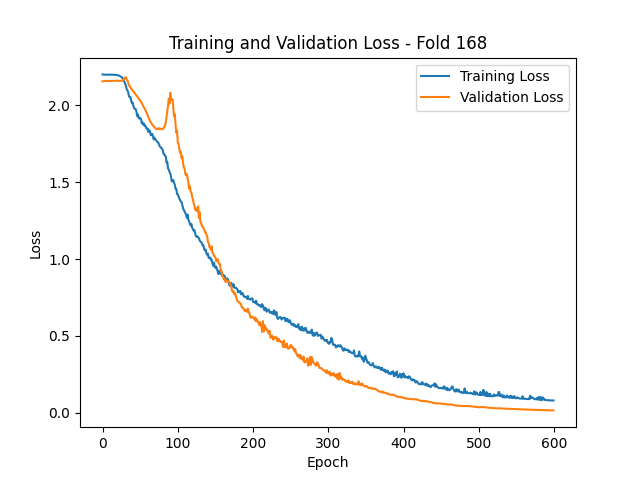 Training and Validation Loss - Fold 168
Training Loss
Validation Loss
2.0
1.5
1.0
0.5
0.0
Loss
0 100 200 300 400 500 600
Epoch